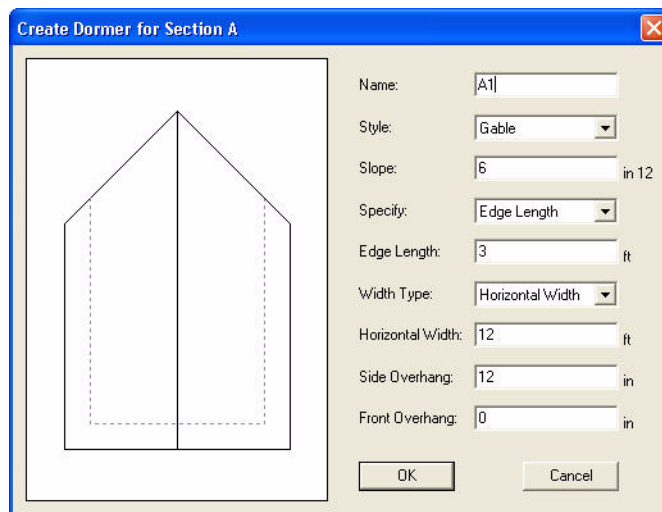 Create Dormer for Section A
Name: A1
Style: Gable
Slope: 6 in 12
Specify: Edge Length
Edge Length: 3 ft
Width Type: Horizontal Width
Horizontal Width: 12 ft
Side Overhang: 12 in
Front Overhang: 0 in
OK Cancel